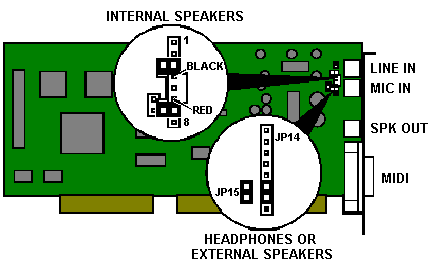 INTERNAL SPEAKERS
1
BLACK
RED
8
LINE IN
MIC IN
SPK OUT
MIDI
JP14
JP15
HEADPHONES OR
EXTERNAL SPEAKERS